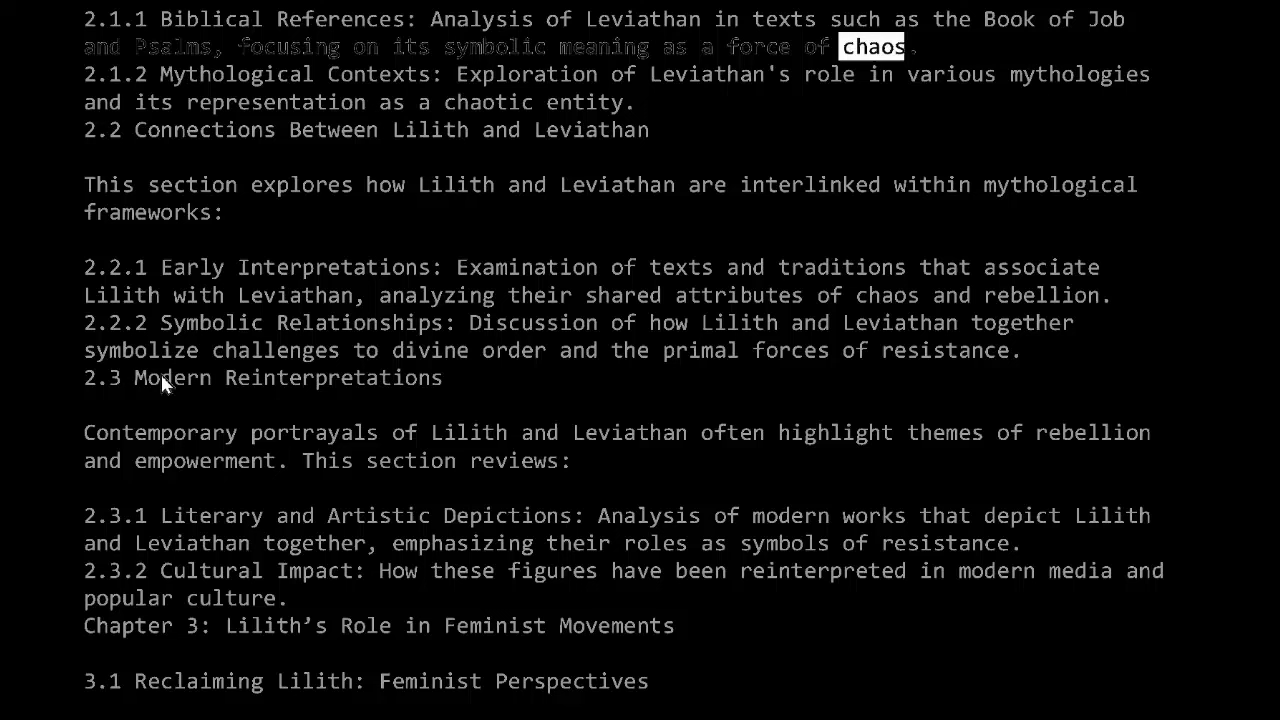 2.1.1 Biblical References: Analysis of Leviathan in texts such as the Book of Job
and Psalms, focusing on its symbolic meaning as a force of chaos.
2.1.2 Mythological Contexts: Exploration of Leviathan's role in various mythologies
and its representation as a chaotic entity.
2.2 Connections Between Lilith and Leviathan
This section explores how Lilith and Leviathan are interlinked within mythological
frameworks:
2.2.1 Early Interpretations: Examination of texts and traditions that associate
Lilith with Leviathan, analyzing their shared attributes of chaos and rebellion.
2.2.2 Symbolic Relationships: Discussion of how Lilith and Leviathan together
symbolize challenges to divine order and the primal forces of resistance.
2.3 Modern Reinterpretations
Contemporary portrayals of Lilith and Leviathan often highlight themes of rebellion
and empowerment. This section reviews:
2.3.1 Literary and Artistic Depictions: Analysis of modern works that depict Lilith
and Leviathan together, emphasizing their roles as symbols of resistance.
2.3.2 Cultural Impact: How these figures have been reinterpreted in modern media and
popular culture.
Chapter 3: Lilith’s Role in Feminist Movements
3.1 Reclaiming Lilith: Feminist Perspectives